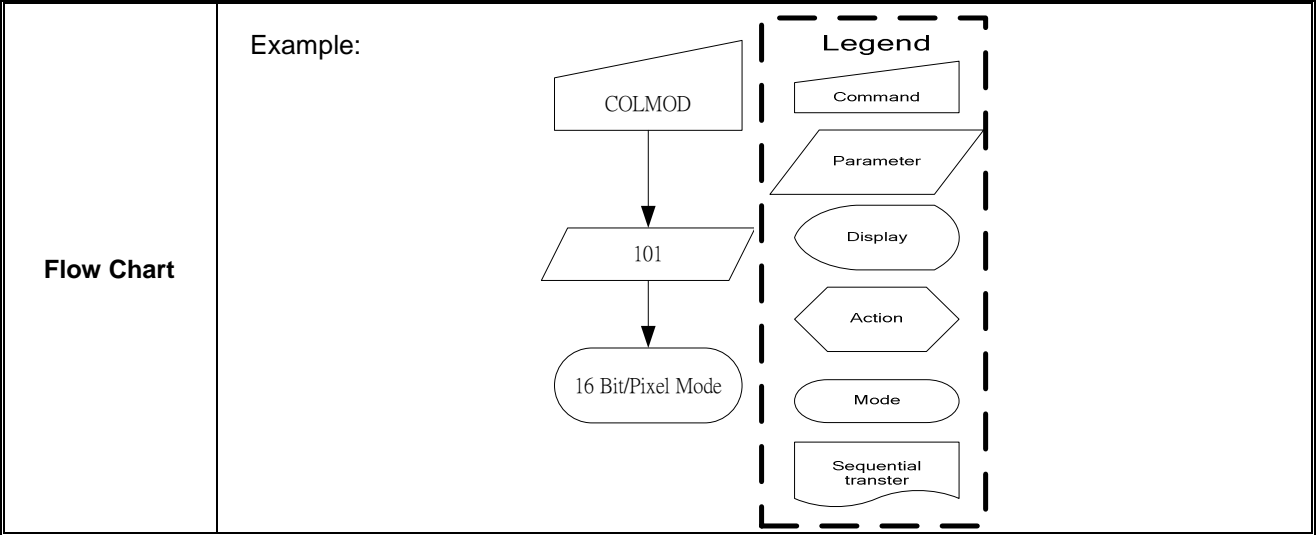 Flow Chart
Example:
COLMOD
101
16 Bit/Pixel Mode
Legend
Command
Parameter
Display
Action
Mode
Sequential
transter